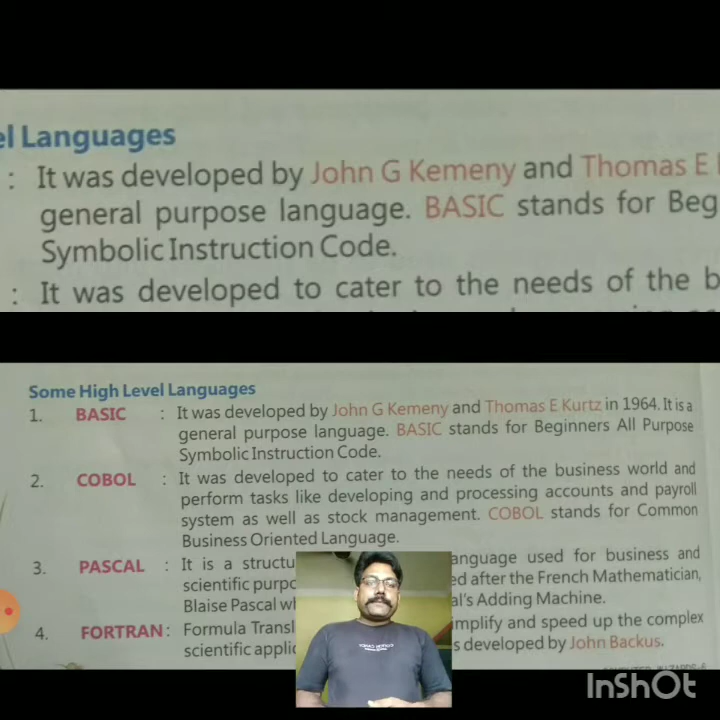 el Languages
: It was developed by John G Kemeny and Thomas E
general purpose language. BASIC stands for Beg
Symbolic Instruction Code.
: It was developed to cater to the needs of the b
Some High Level Languages
1. BASIC : It was developed by John G Kemeny and Thomas E Kurtz in 1964. It is a
general purpose language. BASIC stands for Beginners All Purpose
Symbolic Instruction Code.
2. COBOL : It was developed to cater to the needs of the business world and
perform tasks like developing and processing accounts and payroll
system as well as stock management. COBOL stands for Common
Business Oriented Language.
3. PASCAL : It is a structu anguage used for business and
scientific purpo ed after the French Mathematician,
Blaise Pascal wh al's Adding Machine.
4. FORTRAN : Formula Transl implify and speed up the complex
scientific applic s developed by John Backus.
InShOt